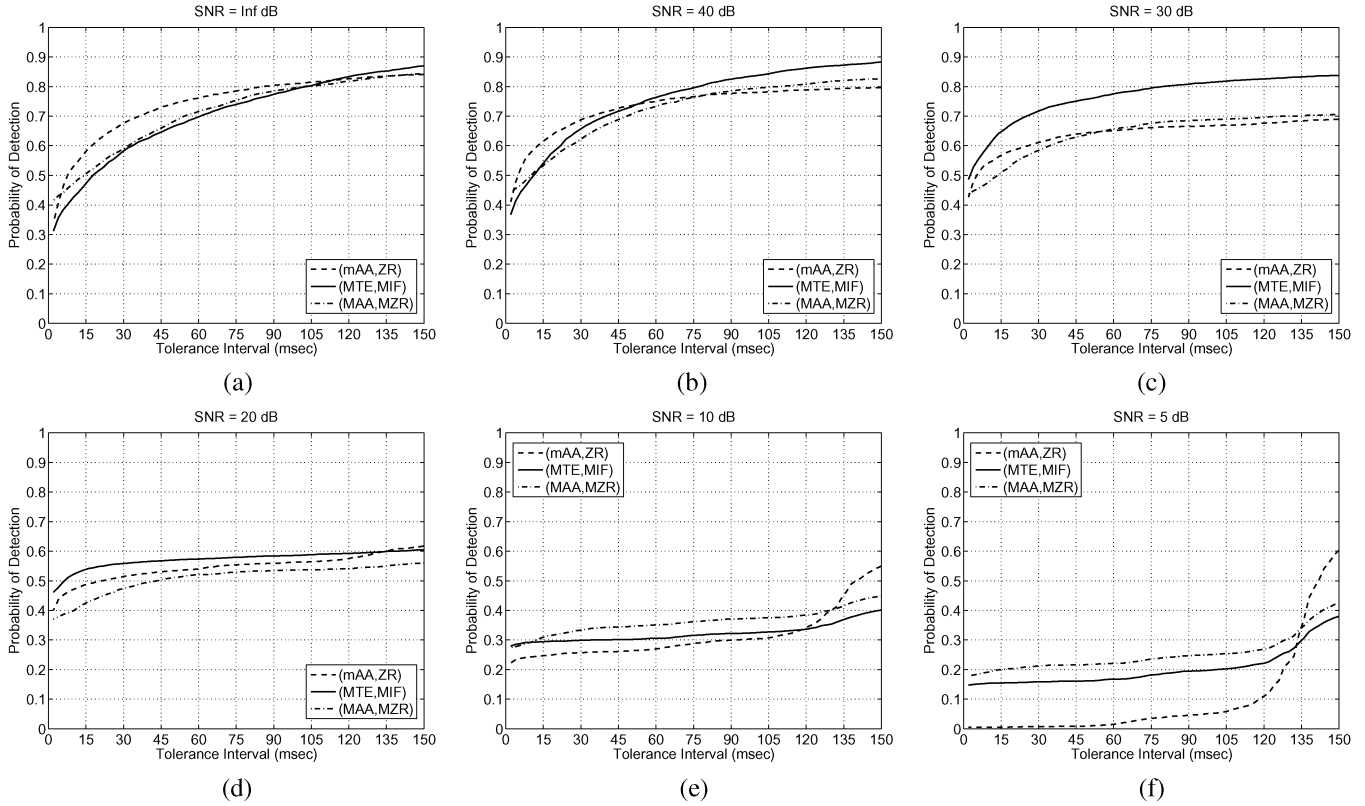 SNR = Inf dB
Probability of Detection
1
0.9
0.8
0.7
0.6
0.5
0.4
0.3
0.2
0.1
0
(mAA,ZR)
(MTE,MIF)
(MAA,MZR)
0 15 30 45 60 75 90 105 120 135 150
Tolerance Interval (msec)
(a)
SNR = 40 dB
Probability of Detection
1
0.9
0.8
0.7
0.6
0.5
0.4
0.3
0.2
0.1
0
(mAA,ZR)
(MTE,MIF)
(MAA,MZR)
0 15 30 45 60 75 90 105 120 135 150
Tolerance Interval (msec)
(b)
SNR = 30 dB
Probability of Detection
1
0.9
0.8
0.7
0.6
0.5
0.4
0.3
0.2
0.1
0
(mAA,ZR)
(MTE,MIF)
(MAA,MZR)
0 15 30 45 60 75 90 105 120 135 150
Tolerance Interval (msec)
(c)
SNR = 20 dB
Probability of Detection
1
0.9
0.8
0.7
0.6
0.5
0.4
0.3
0.2
0.1
0
(mAA,ZR)
(MTE,MIF)
(MAA,MZR)
0 15 30 45 60 75 90 105 120 135 150
Tolerance Interval (msec)
(d)
SNR = 10 dB
Probability of Detection
1
0.9
0.8
0.7
0.6
0.5
0.4
0.3
0.2
0.1
0
(mAA,ZR)
(MTE,MIF)
(MAA,MZR)
0 15 30 45 60 75 90 105 120 135 150
Tolerance Interval (msec)
(e)
SNR = 5 dB
Probability of Detection
1
0.9
0.8
0.7
0.6
0.5
0.4
0.3
0.2
0.1
0
(mAA,ZR)
(MTE,MIF)
(MAA,MZR)
0 15 30 45 60 75 90 105 120 135 150
Tolerance Interval (msec)
(f)